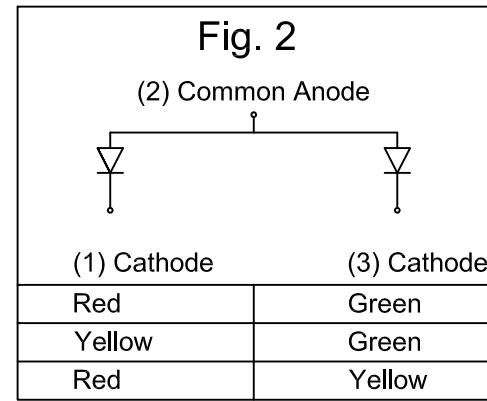 Fig. 2
(2) Common Anode
(1) Cathode (3) Cathode
Red Green
Yellow Green
Red Yellow